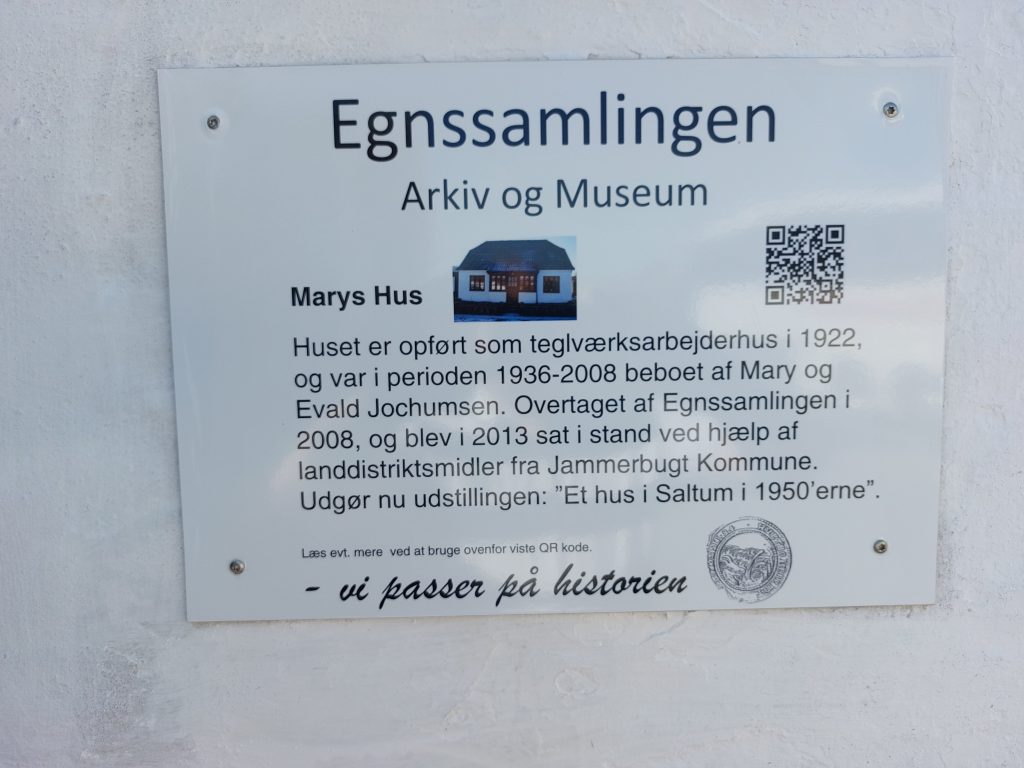 Egnssamlingen
Arkiv og Museum
Marys Hus
Huset er opført som teglværksarbejderhus i 1922,
og var i perioden 1936-2008 beboet af Mary og
Evald Jochumsen. Overtaget af Egnssamlingen i
2008, og blev i 2013 sat i stand ved hjælp af
landdistriktsmidler fra Jammerbugt Kommune.
Udgør nu udstillingen: ”Et hus i Saltum i 1950’erne”.
Læs evt. mere ved at bruge ovenfor viste QR kode.
- vi passer på historien